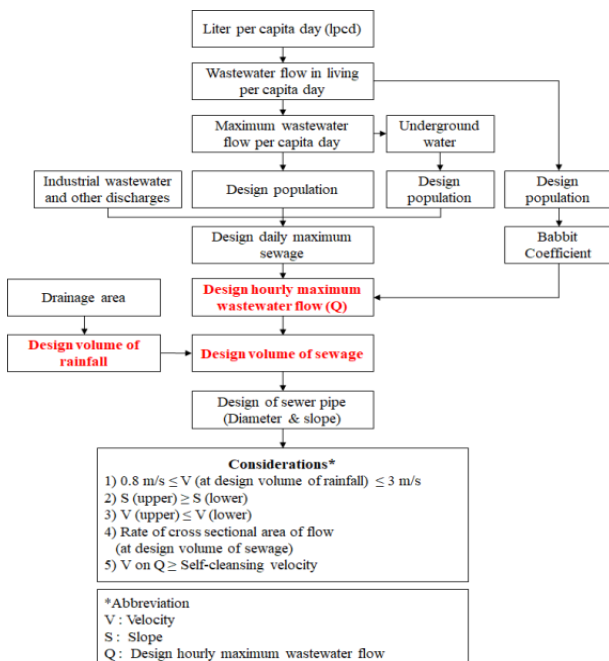 Liter per capita day (lpcd)
Wastewater flow in living
per capita day
Maximum wastewater
flow per capita day
Underground
water
Industrial wastewater
and other discharges
Design population
Design
population
Design
population
Design daily maximum
sewage
Babbit
Coefficient
Drainage area
Design hourly maximum
wastewater flow (Q)
Design volume of
rainfall
Design volume of sewage
Design of sewer pipe
(Diameter & slope)
Considerations*
1) 0.8 m/s ≤ V (at design volume of rainfall) ≤ 3 m/s
2) S (upper) ≥ S (lower)
3) V (upper) ≤ V (lower)
4) Rate of cross sectional area of flow
(at design volume of sewage)
5) V on Q ≥ Self-cleansing velocity
*Abbreviation
V : Velocity
S : Slope
Q : Design hourly maximum wastewater flow